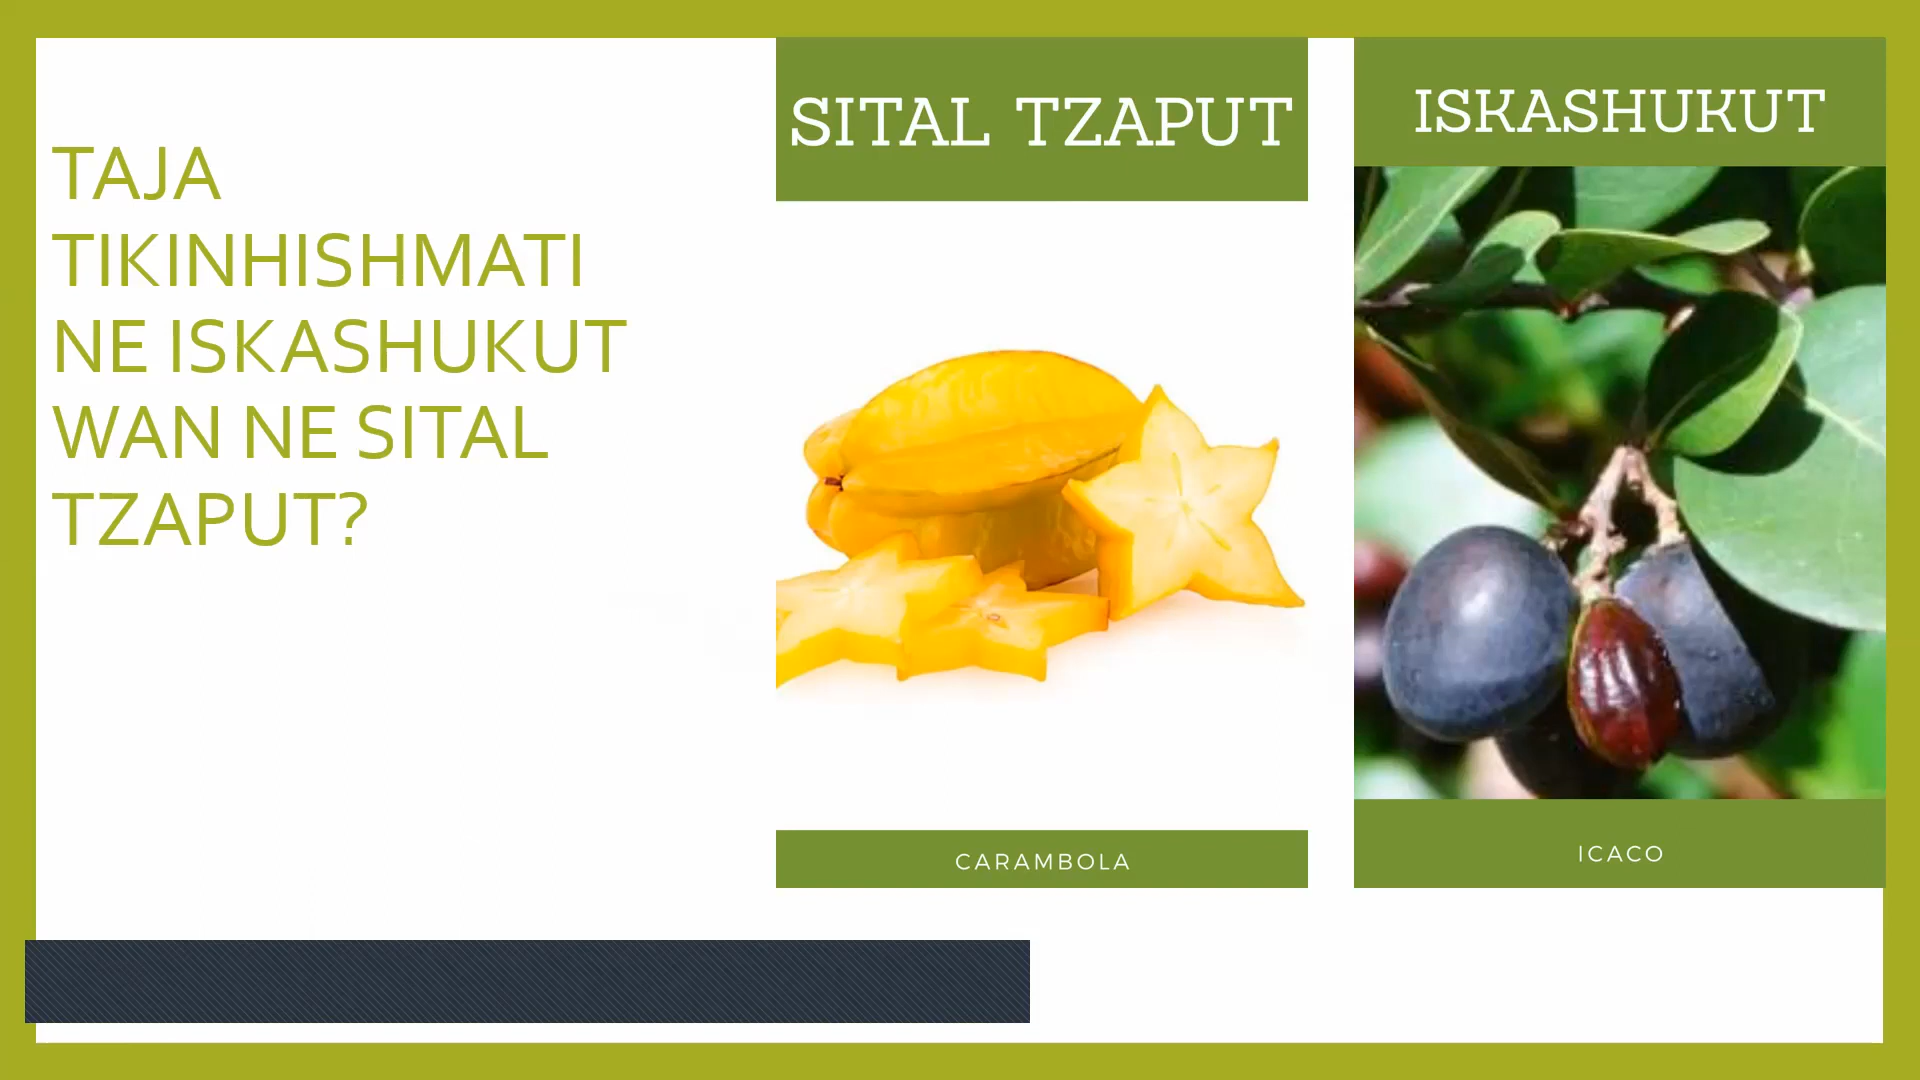 TAJA
TIKINHISHMATI
NE ISKASHUKUT
WAN NE SITAL
TZAPUT?
SITAL TZAPUT
CARAMBOLA
ISKASHUKUT
ICACO